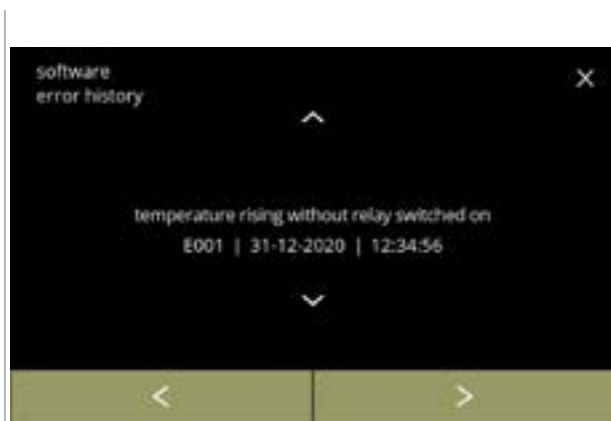 software
error history
temperature rising without relay switched on
E001 | 31-12-2020 | 12:34:56